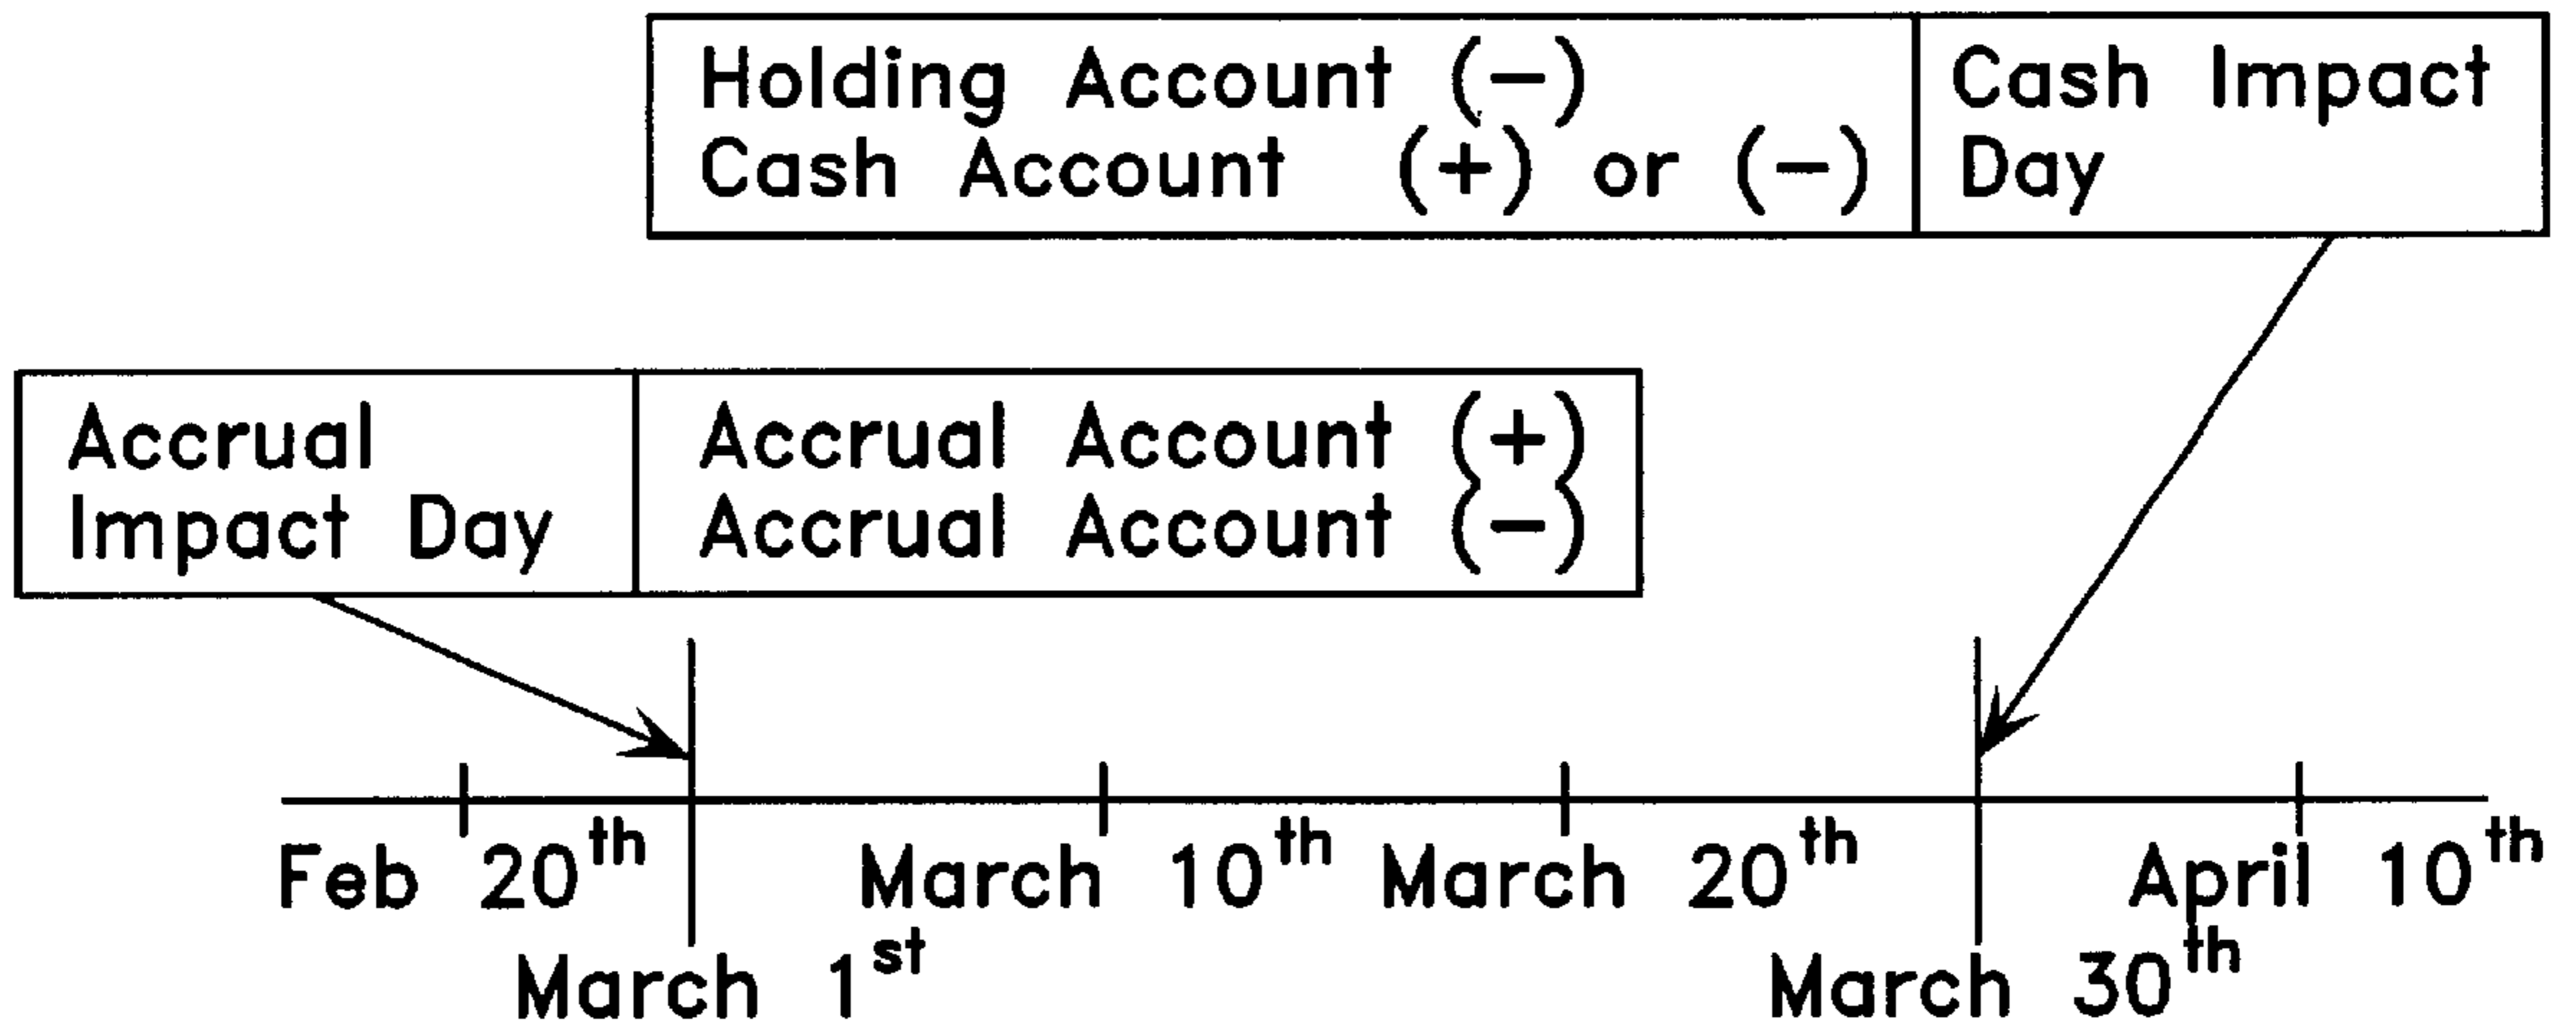 Holding Account (-)
Cash Account (+) or (-)
Cash Impact
Day
Accrual
Impact Day
Accrual Account (+)
Accrual Account (-)
Feb 20th
March 10th
March 20th
April 10th
March 1st
March 30th